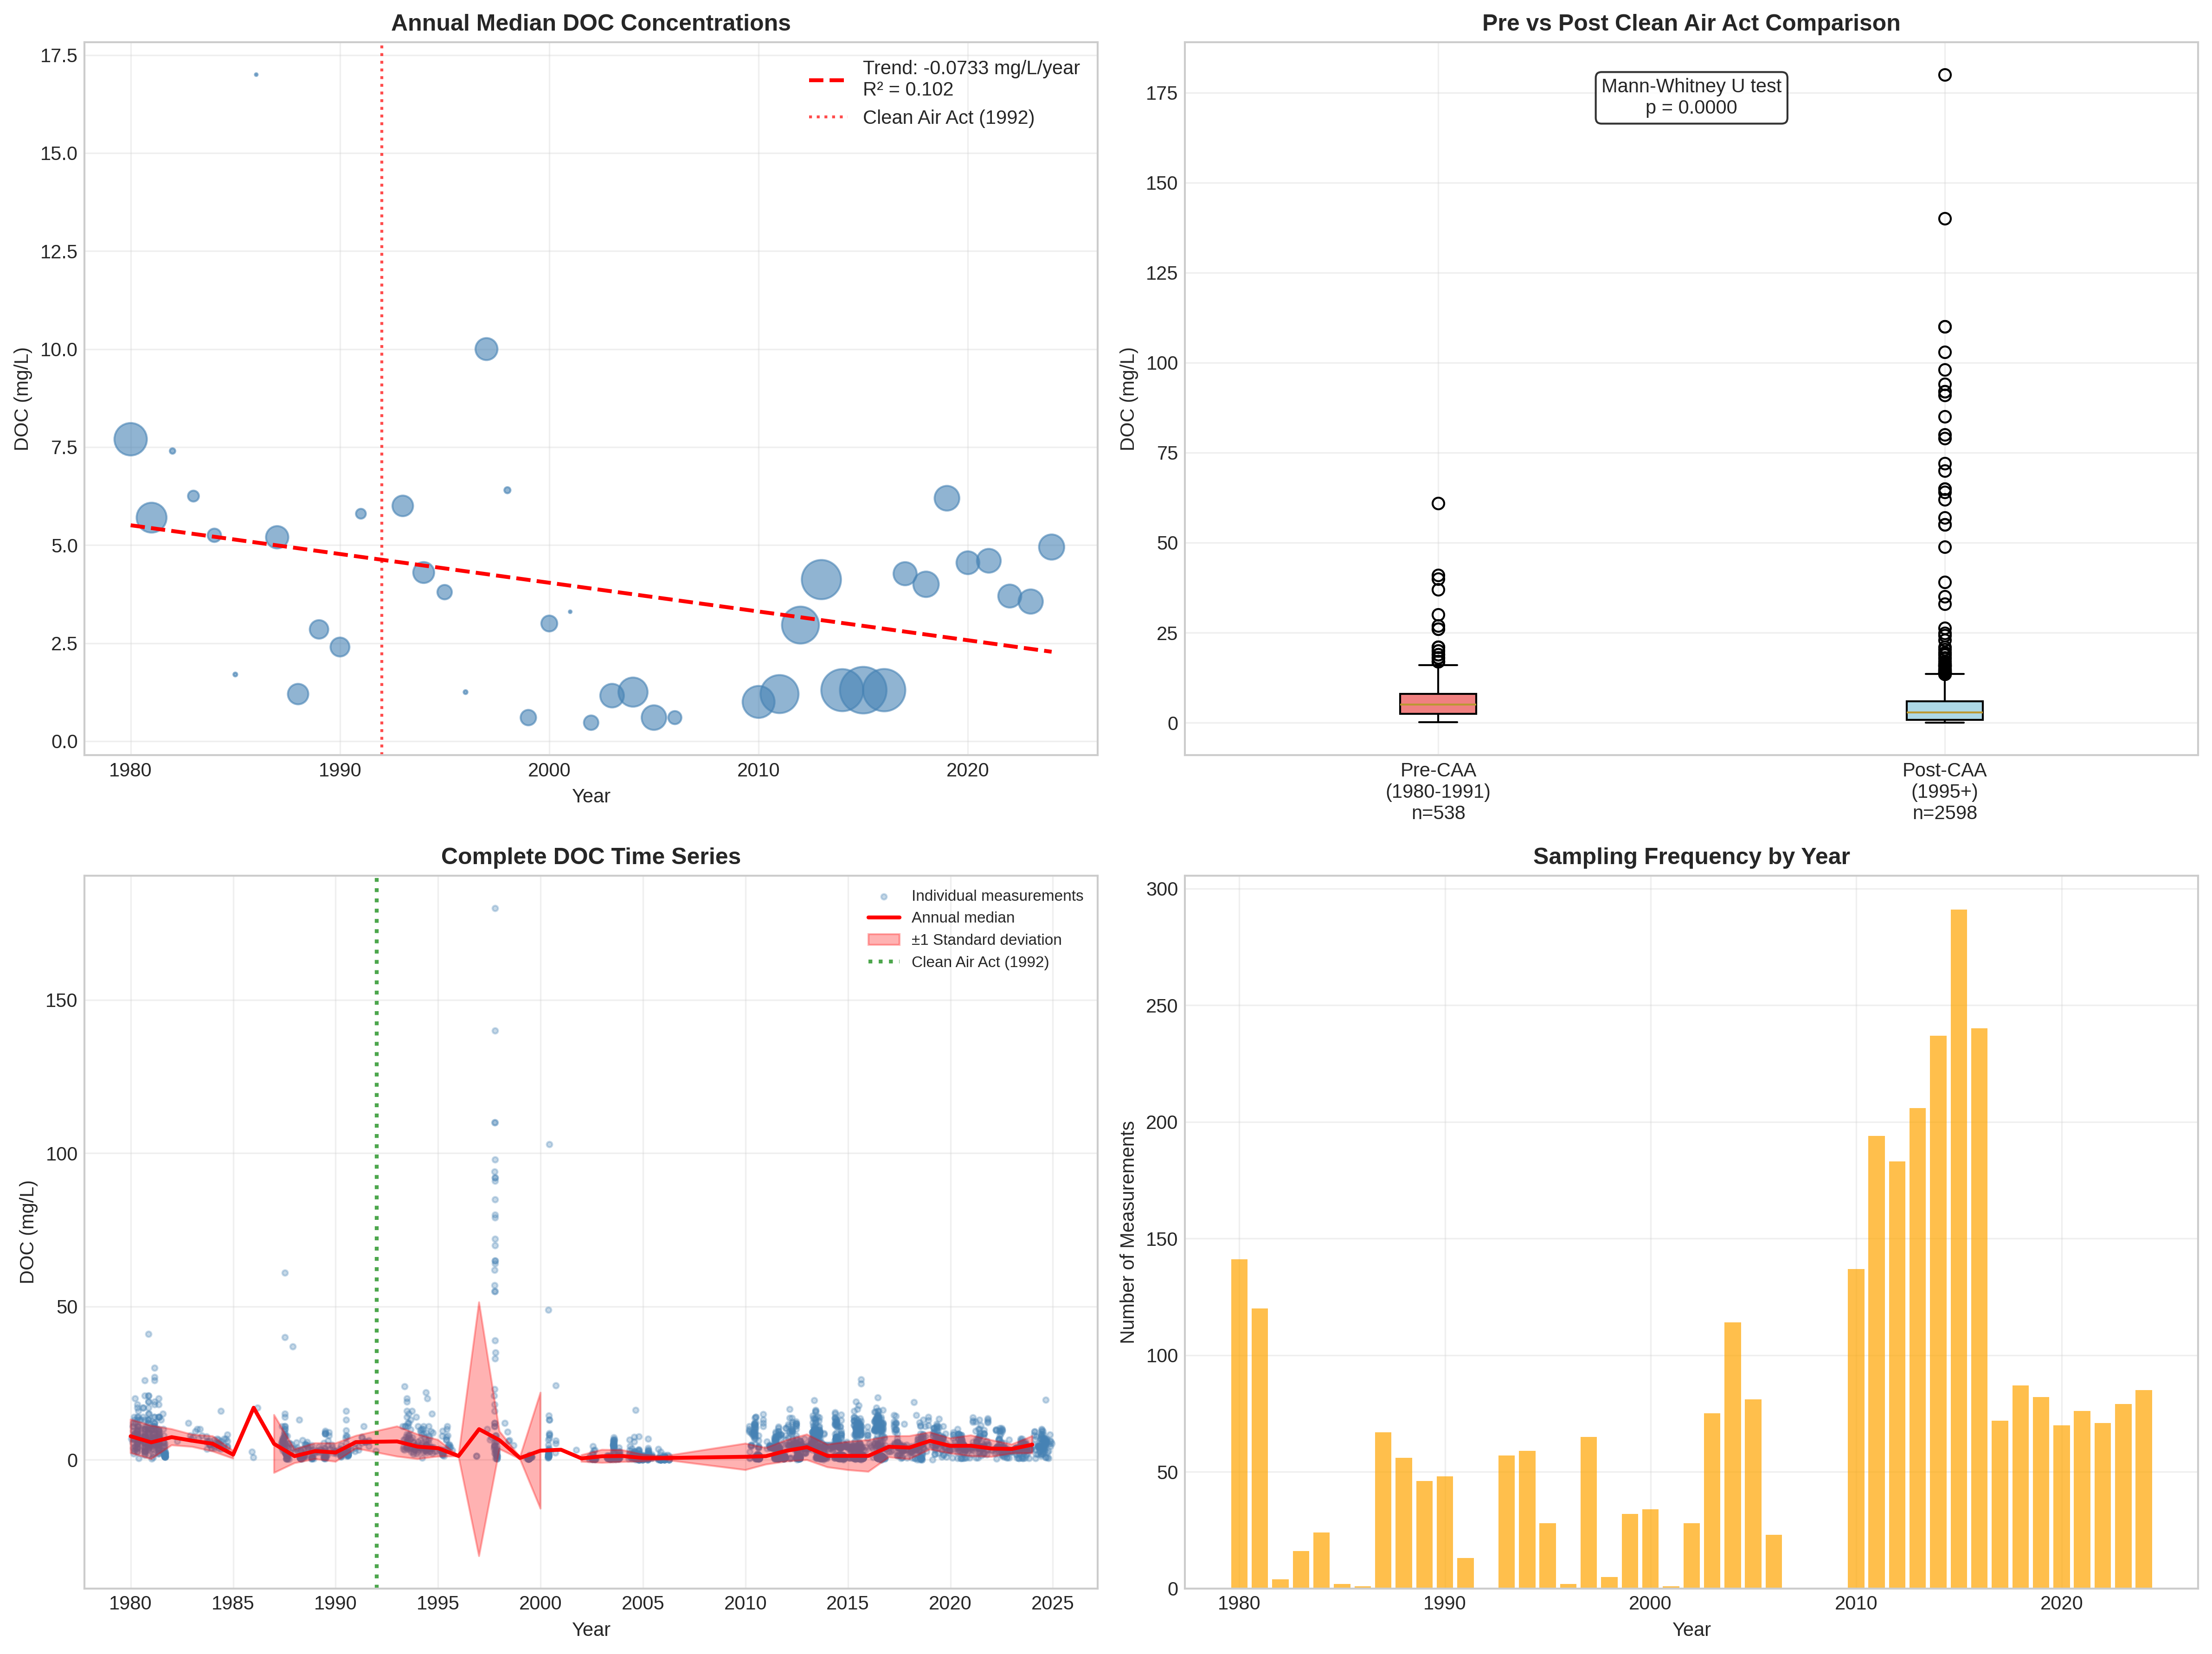 Annual Median DOC Concentrations
17.5
15.0
12.5
10.0
7.5
5.0
2.5
0.0
DOC (mg/L)
Trend: -0.0733 mg/L/year
R² = 0.102
Clean Air Act (1992)
1980 1990 2000 2010 2020
Year
Pre vs Post Clean Air Act Comparison
175
150
125
100
75
50
25
0
DOC (mg/L)
Mann-Whitney U test
p = 0.0000
Pre-CAA
(1980-1991)
n=538
Post-CAA
(1995+)
n=2598
Complete DOC Time Series
150
100
50
0
DOC (mg/L)
Individual measurements
Annual median
±1 Standard deviation
Clean Air Act (1992)
1980 1985 1990 1995 2000 2005 2010 2015 2020 2025
Year
Sampling Frequency by Year
300
250
200
150
100
50
0
Number of Measurements
1980 1990 2000 2010 2020
Year